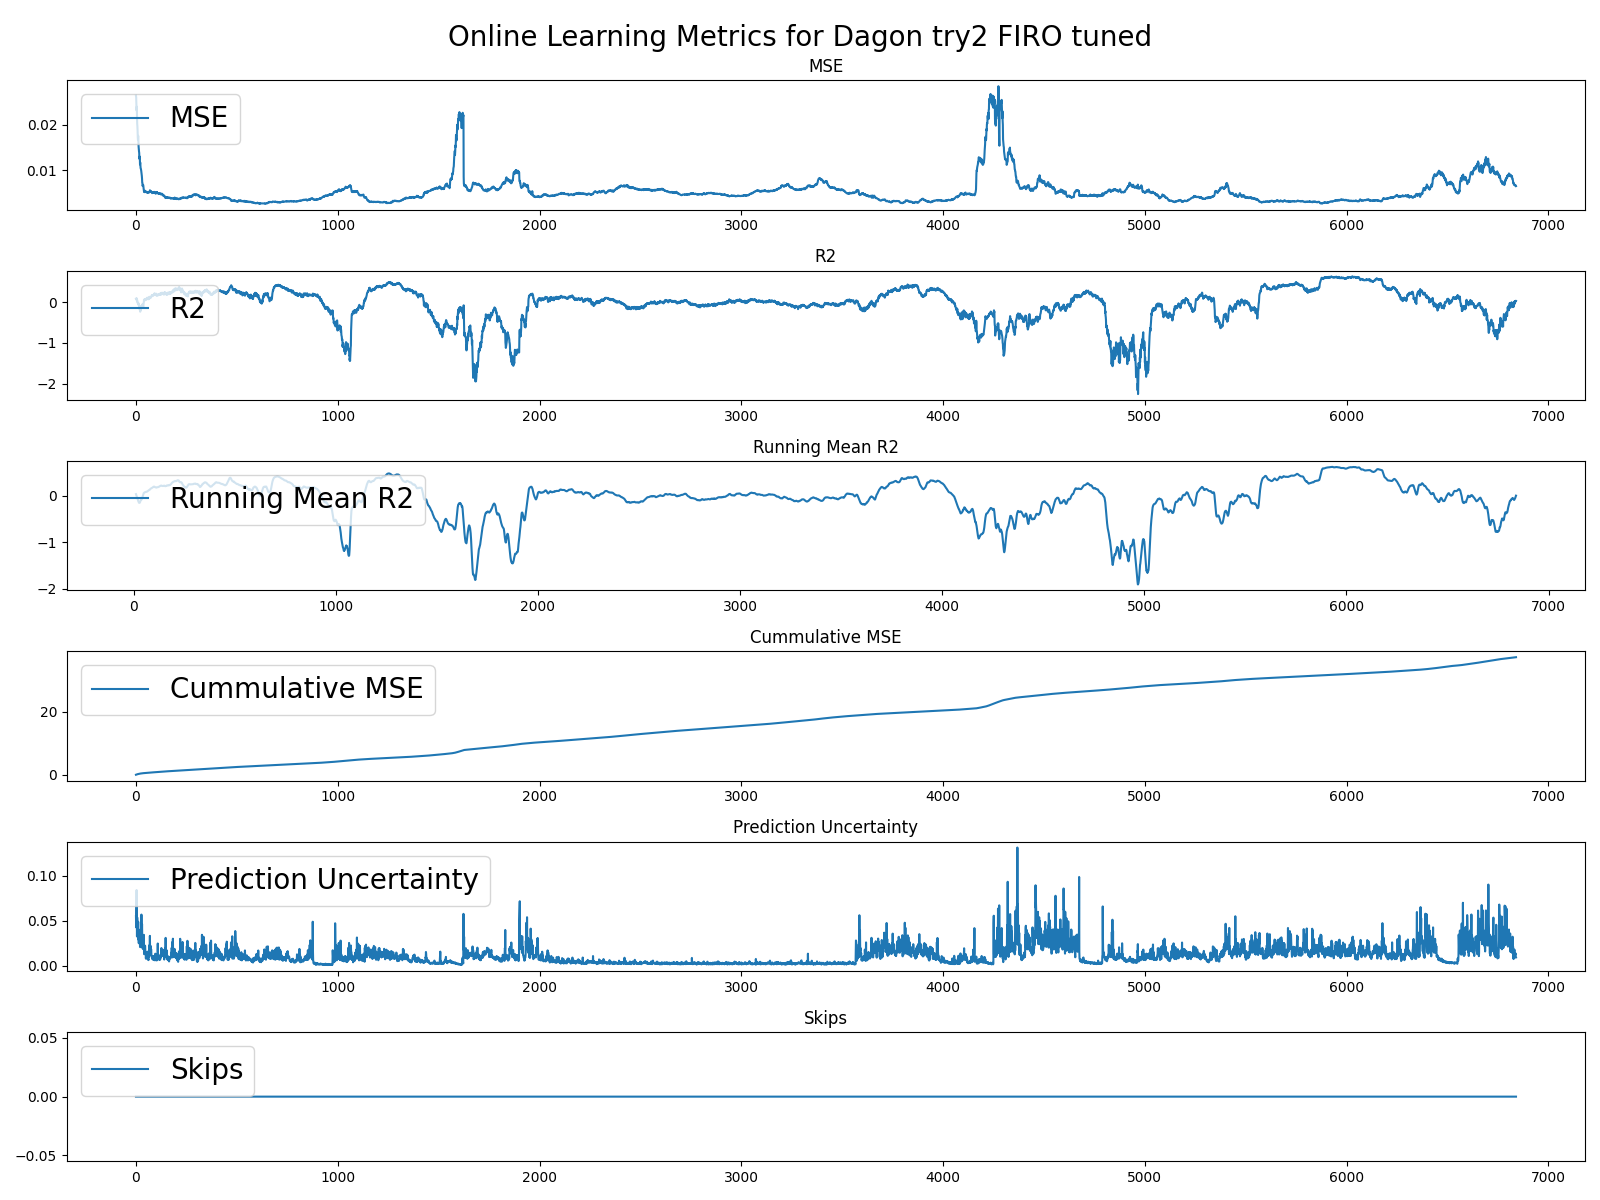 Online Learning Metrics for Dagon try2 FIRO tuned
MSE
MSE
0.02
0.01
0 1000 2000 3000 4000 5000 6000 7000
R2
R2
0
−1
−2
0 1000 2000 3000 4000 5000 6000 7000
Running Mean R2
Running Mean R2
0
−1
−2
0 1000 2000 3000 4000 5000 6000 7000
Cummulative MSE
Cummulative MSE
20
0
0 1000 2000 3000 4000 5000 6000 7000
Prediction Uncertainty
Prediction Uncertainty
0.10
0.05
0.00
0 1000 2000 3000 4000 5000 6000 7000
Skips
0.05
Skips
0.00
−0.05
0 1000 2000 3000 4000 5000 6000 7000